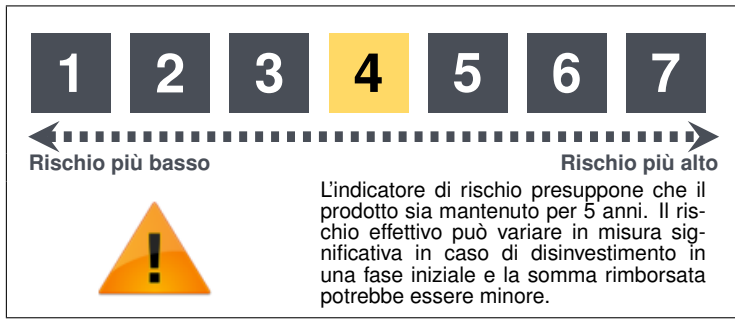 1 2 3 4 5 6 7
Rischio più basso Rischio più alto
L'indicatore di rischio presuppone che il
prodotto sia mantenuto per 5 anni. Il ris-
chio effettivo può variare in misura sig-
nificativa in caso di disinvestimento in
una fase iniziale e la somma rimborsata
potrebbe essere minore.